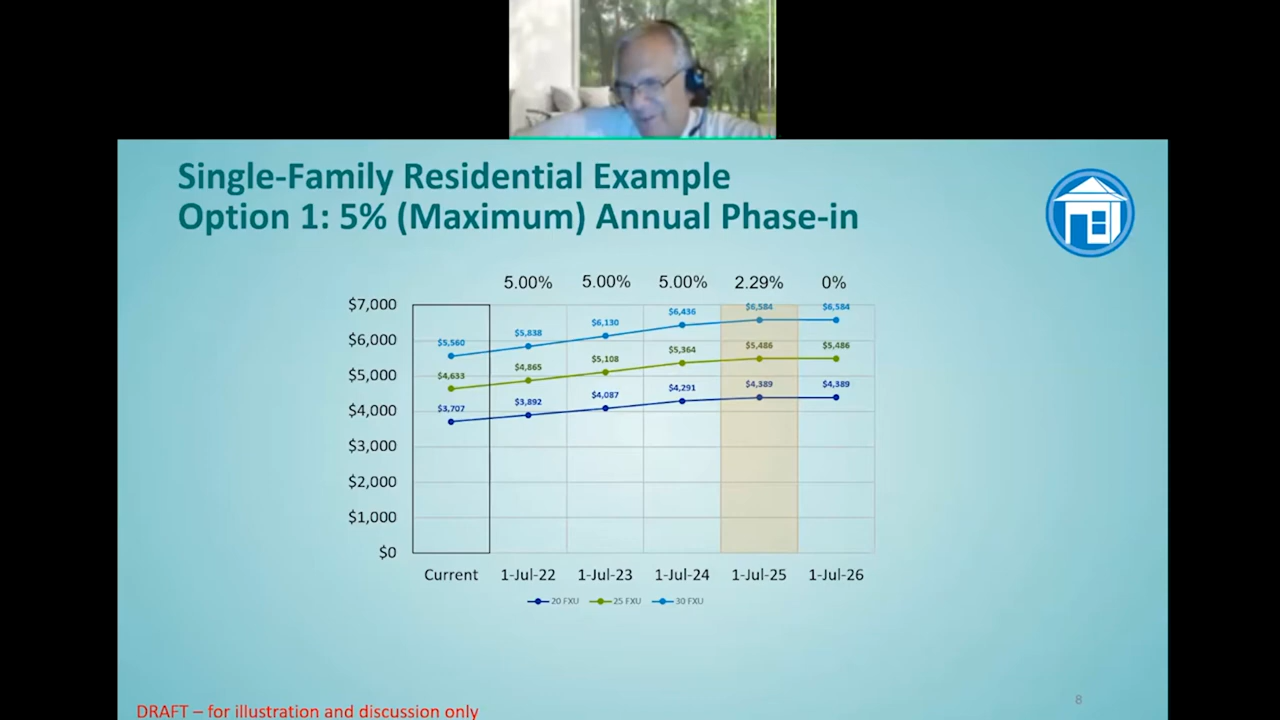 Single-Family Residential Example
Option 1: 5% (Maximum) Annual Phase-in
5.00% 5.00% 5.00% 2.29% 0%
$7,000
$6,000
$5,000
$4,000
$3,000
$2,000
$1,000
$0
$5,560 $5,838 $6,130 $6,436 $6,584 $6,584
$4,633 $4,865 $5,108 $5,364 $5,486 $5,486
$3,707 $3,892 $4,087 $4,291 $4,389 $4,389
Current 1-Jul-22 1-Jul-23 1-Jul-24 1-Jul-25 1-Jul-26
20 FXU 25 FXU 30 FXU
8
DRAFT – for illustration and discussion only